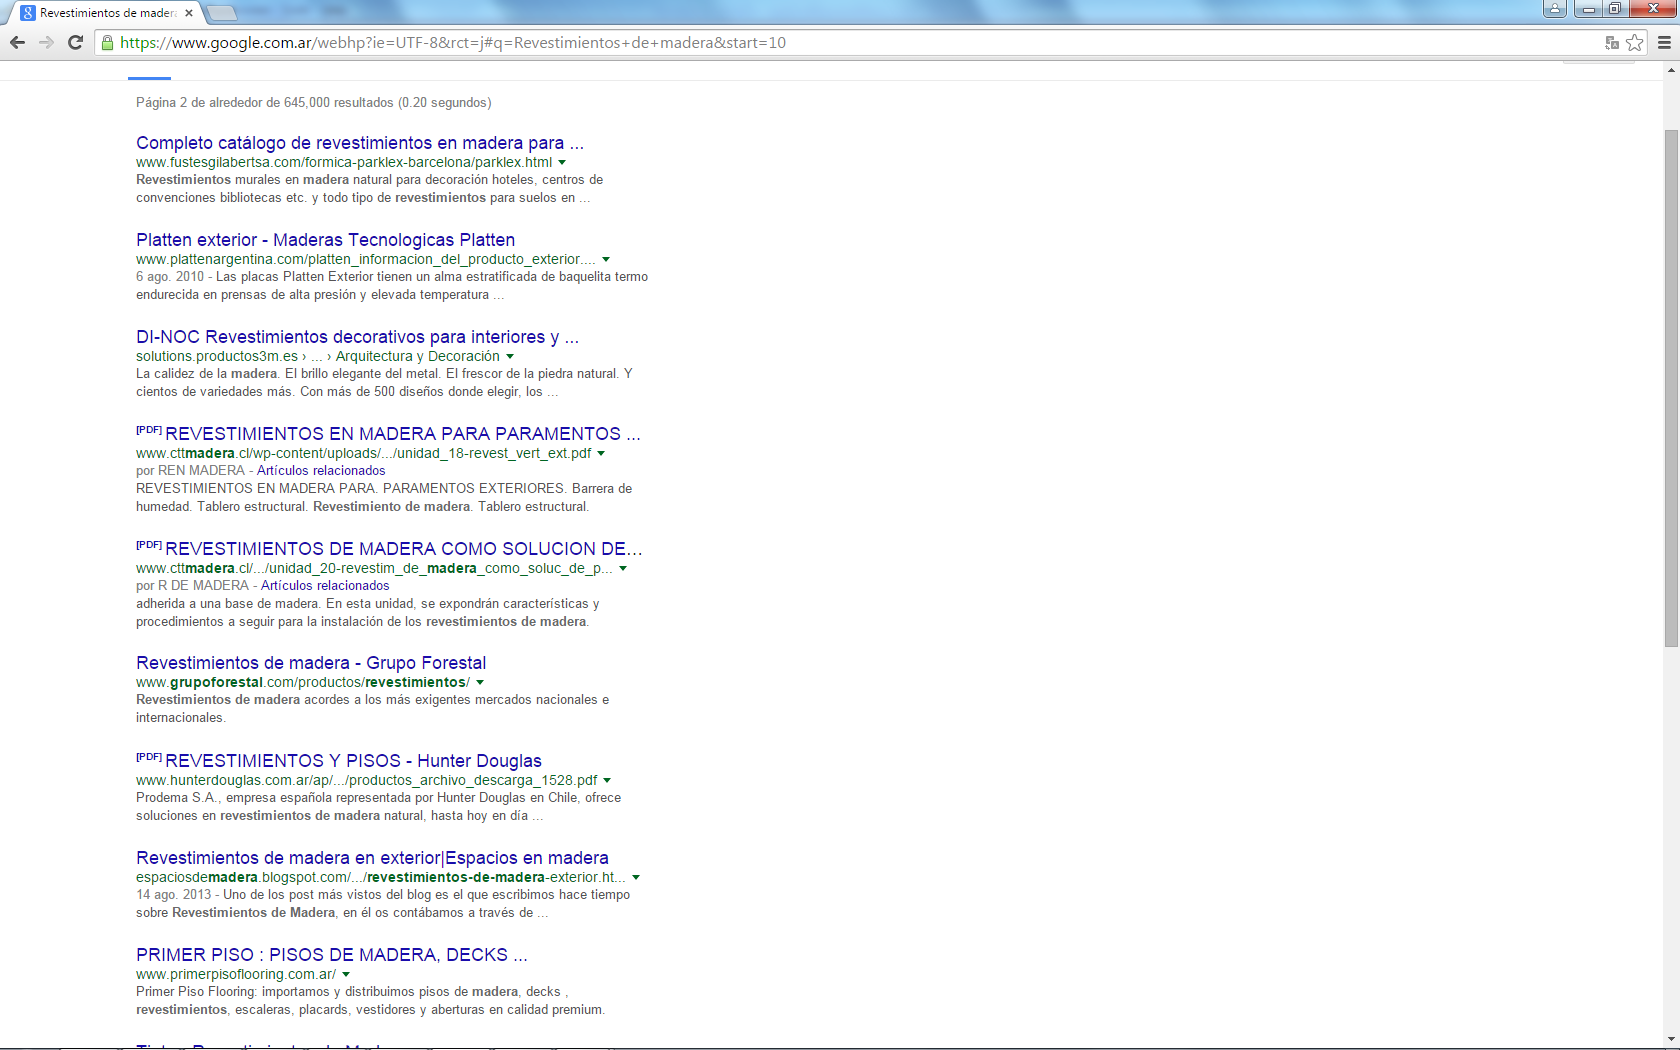 Revestimientos de madera
https://www.google.com.ar/webhp?ie=UTF-8&rct=j#q=Revestimientos+de+madera&start=10
Página 2 de alrededor de 645,000 resultados (0.20 segundos)
Completo catálogo de revestimientos en madera para ...
www.fustesgilabertsa.com/formica-parklex-barcelona/parklex.html
Revestimientos murales en madera natural para decoración hoteles, centros de
convenciones bibliotecas etc. y todo tipo de revestimientos para suelos en ...
Platten exterior - Maderas Tecnologicas Platten
www.plattenargentina.com/platten_informacion_del_producto_exterior....
6 ago. 2010 - Las placas Platten Exterior tienen un alma estratificada de baquelita termo
endurecida en prensas de alta presión y elevada temperatura ...
DI-NOC Revestimientos decorativos para interiores y ...
solutions.productos3m.es › ... › Arquitectura y Decoración
La calidez de la madera. El brillo elegante del metal. El frescor de la piedra natural. Y
cientos de variedades más. Con más de 500 diseños donde elegir, los ...
[PDF] REVESTIMIENTOS EN MADERA PARA PARAMENTOS ...
www.cttmadera.cl/wp-content/uploads/.../unidad_18-revest_vert_ext.pdf
por REN MADERA - Artículos relacionados
REVESTIMIENTOS EN MADERA PARA. PARAMENTOS EXTERIORES. Barrera de
humedad. Tablero estructural. Revestimiento de madera. Tablero estructural.
[PDF] REVESTIMIENTOS DE MADERA COMO SOLUCION DE...
www.cttmadera.cl/.../unidad_20-revestim_de_madera_como_soluc_de_p...
por R DE MADERA - Artículos relacionados
adherida a una base de madera. En esta unidad, se expondrán características y
procedimientos a seguir para la instalación de los revestimientos de madera.
Revestimientos de madera - Grupo Forestal
www.grupoforestal.com/productos/revestimientos/
Revestimientos de madera acordes a los más exigentes mercados nacionales e
internacionales.
[PDF] REVESTIMIENTOS Y PISOS - Hunter Douglas
www.hunterdouglas.com.ar/ap/.../productos_archivo_descarga_1528.pdf
Prodema S.A., empresa española representada por Hunter Douglas en Chile, ofrece
soluciones en revestimientos de madera natural, hasta hoy en día ...
Revestimientos de madera en exterior|Espacios en madera
espaciosdemadera.blogspot.com/.../revestimientos-de-madera-exterior.ht...
14 ago. 2013 - Uno de los post más vistos del blog es el que escribimos hace tiempo
sobre Revestimientos de Madera, en él os contábamos a través de ...
PRIMER PISO : PISOS DE MADERA, DECKS ...
www.primerpisoflooring.com.ar/
Primer Piso Flooring: importamos y distribuimos pisos de madera, decks ,
revestimientos, escaleras, placards, vestidores y aberturas en calidad premium.